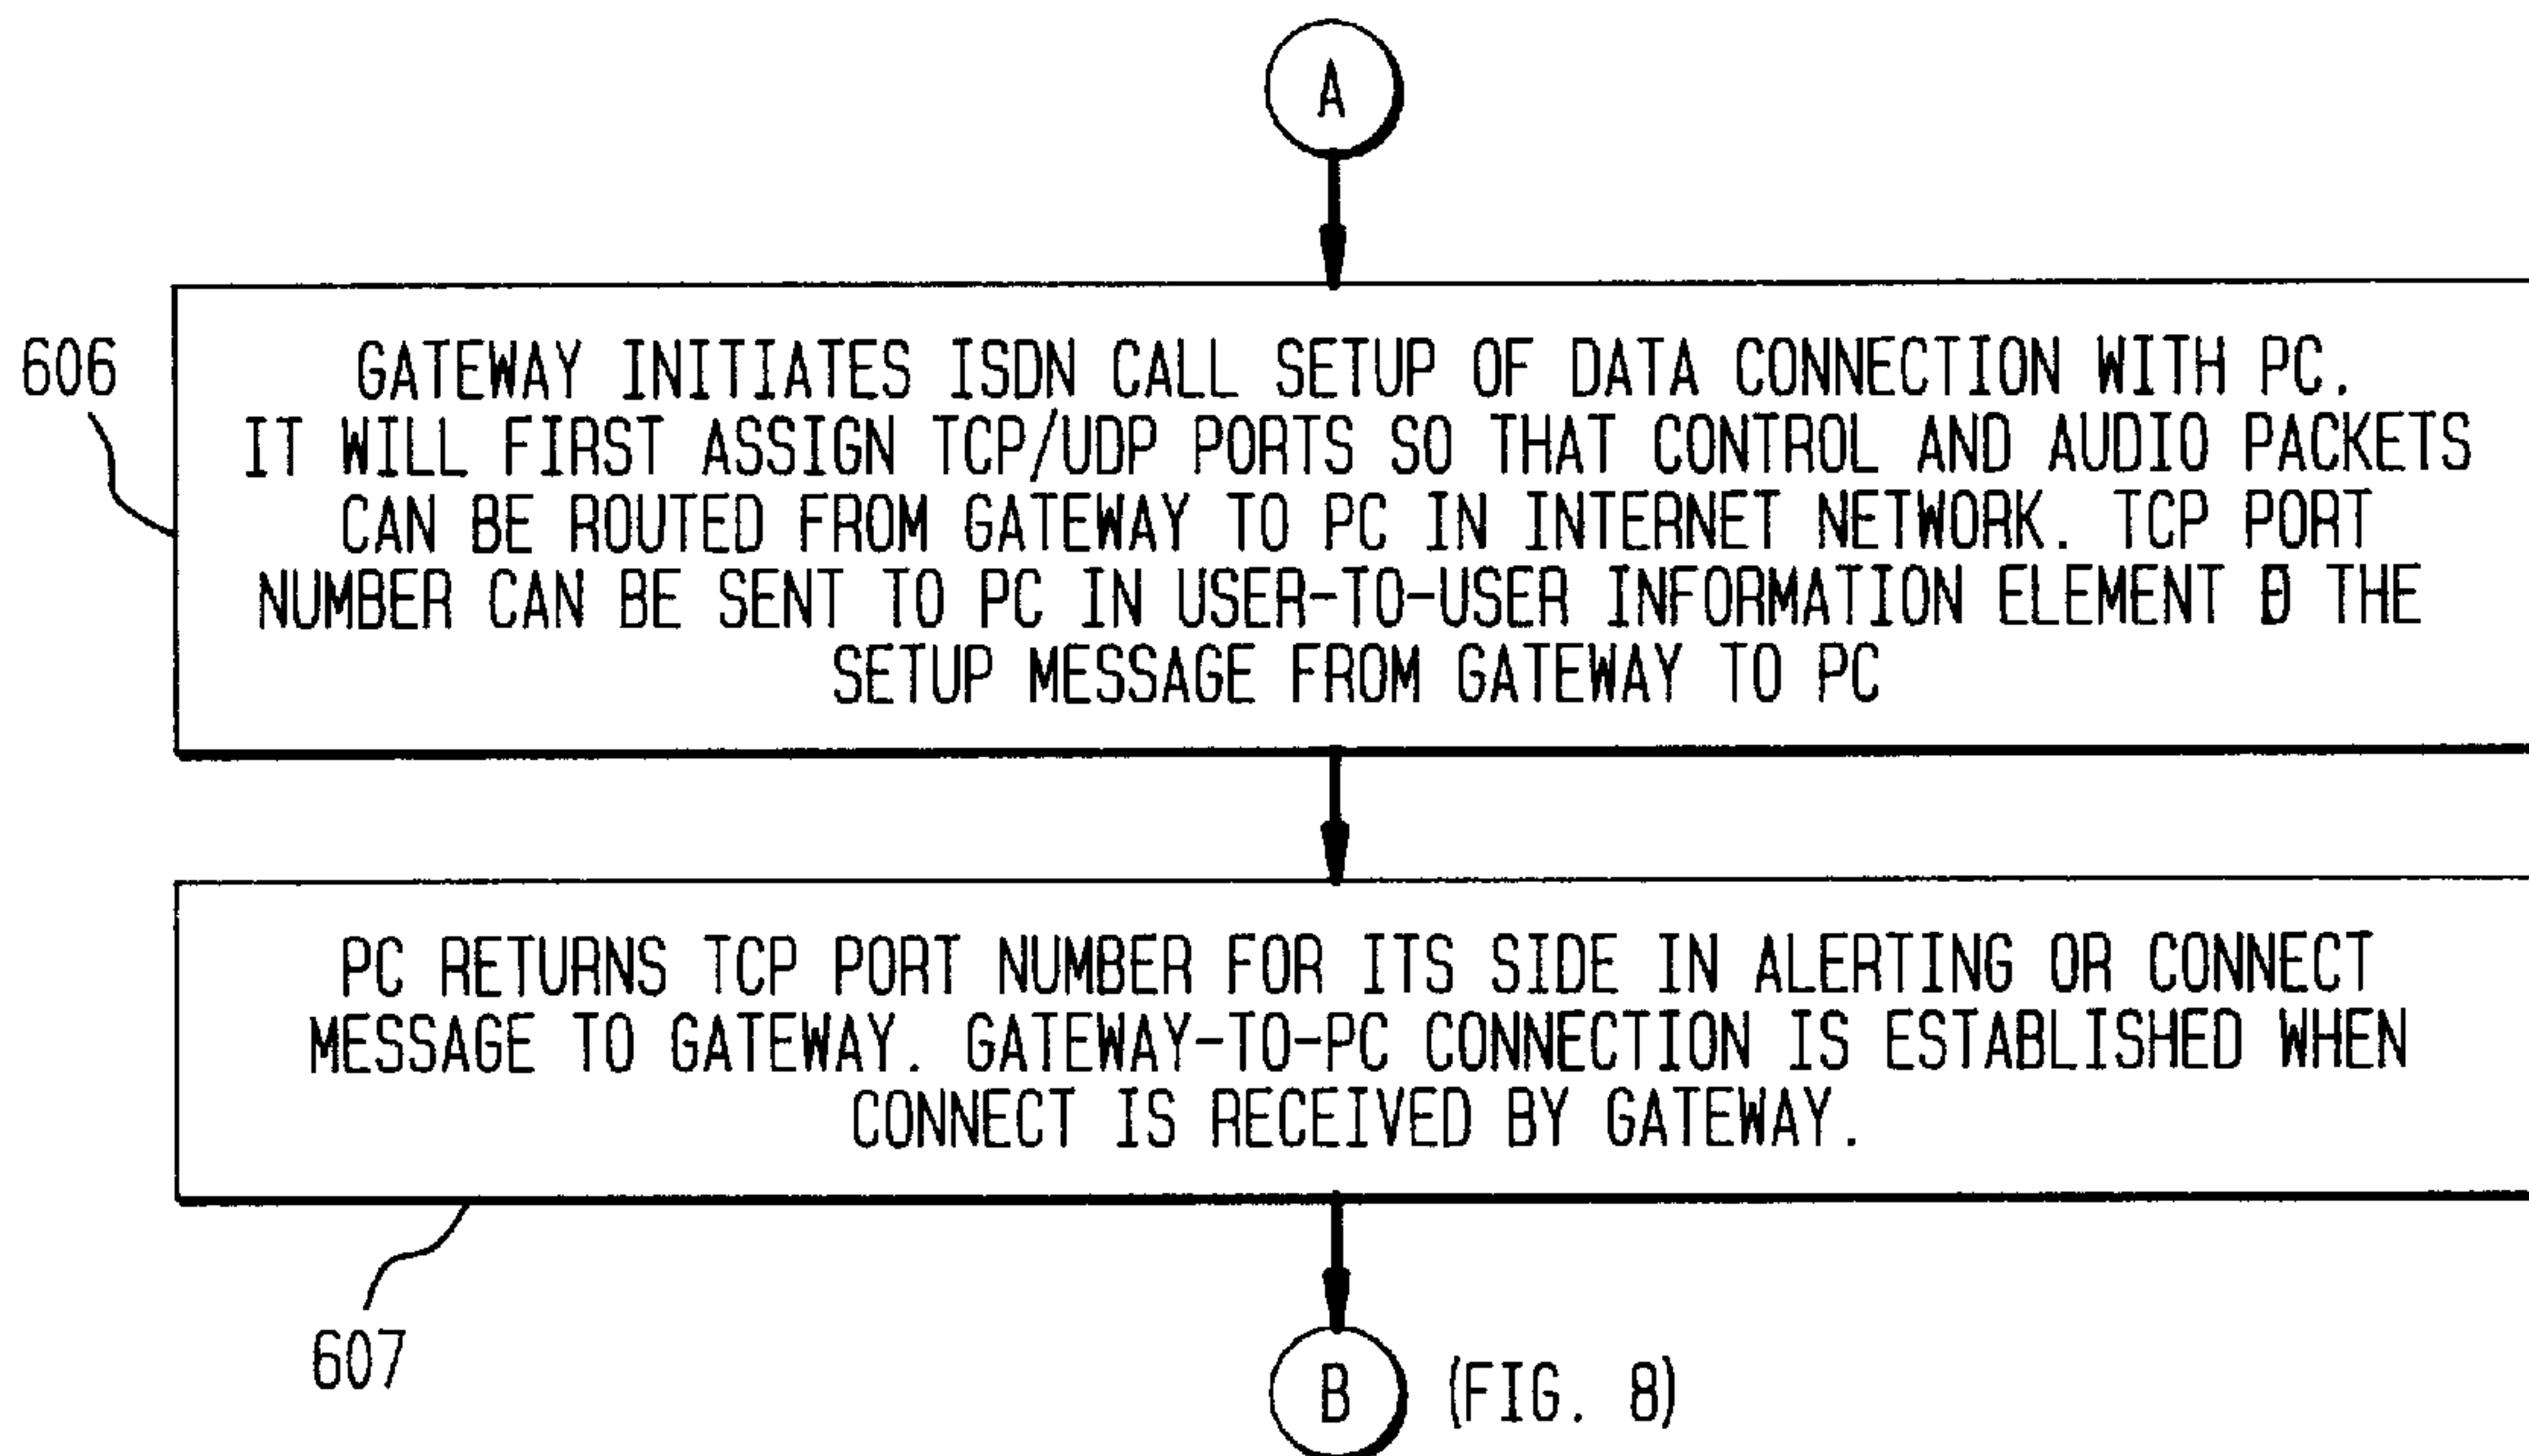 A
606
GATEWAY INITIATES ISDN CALL SETUP OF DATA CONNECTION WITH PC.
IT WILL FIRST ASSIGN TCP/UDP PORTS SO THAT CONTROL AND AUDIO PACKETS
CAN BE ROUTED FROM GATEWAY TO PC IN INTERNET NETWORK. TCP PORT
NUMBER CAN BE SENT TO PC IN USER-TO-USER INFORMATION ELEMENT THE
SETUP MESSAGE FROM GATEWAY TO PC
PC RETURNS TCP PORT NUMBER FOR ITS SIDE IN ALERTING OR CONNECT
MESSAGE TO GATEWAY. GATEWAY-TO-PC CONNECTION IS ESTABLISHED WHEN
CONNECT IS RECEIVED BY GATEWAY.
607
B (FIG. 8)